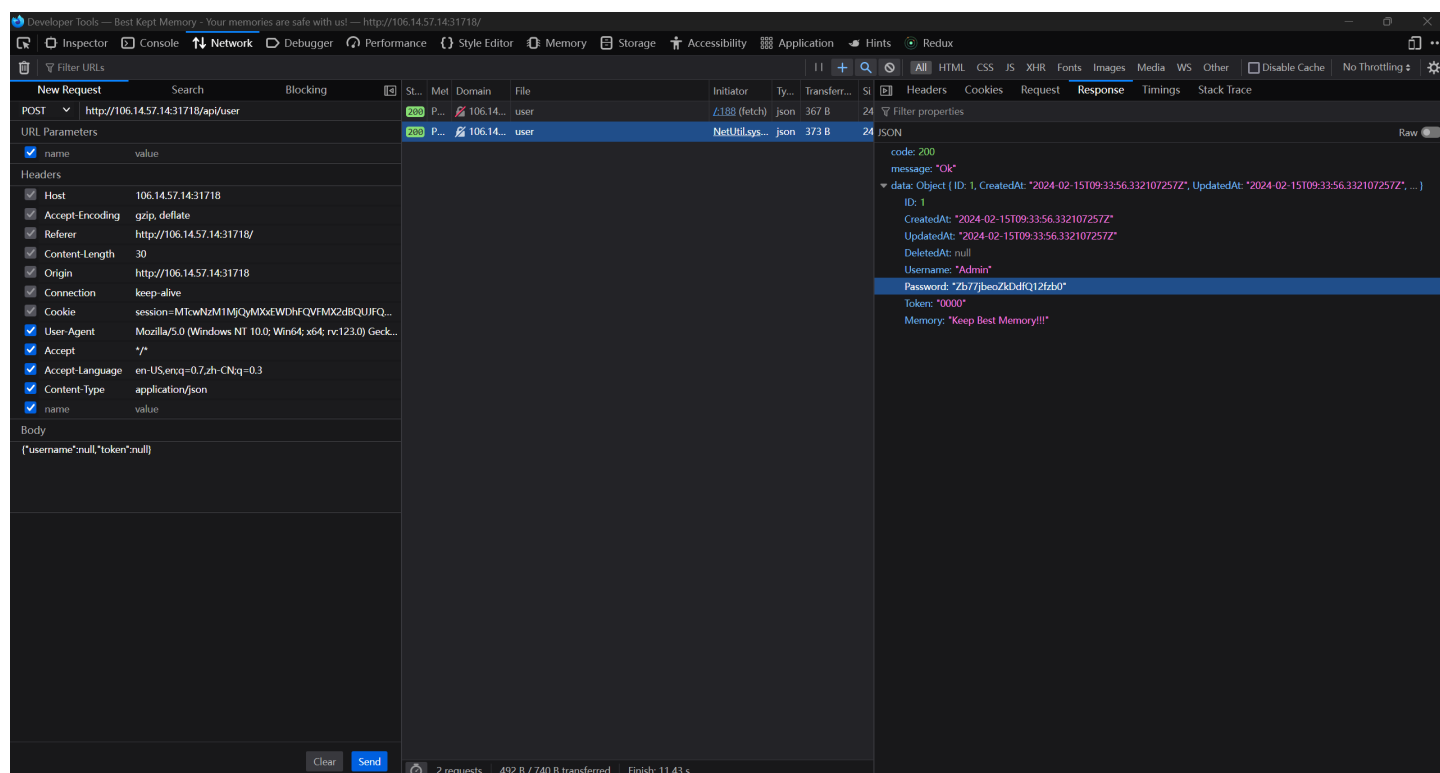 Developer Tools — Best Kept Memory - Your memories are safe with us! — http://106.14.57.14:31718/
Inspector Console Network Debugger Performance Style Editor Memory Storage Accessibility Application Hints Redux
Filter URLs
All HTML CSS JS XHR Fonts Images Media WS Other Disable Cache No Throttling
New Request Search Blocking
POST http://106.14.57.14:31718/api/user
URL Parameters
name value
Headers
Host 106.14.57.14:31718
Accept-Encoding gzip, deflate
Referer http://106.14.57.14:31718/
Content-Length 30
Origin http://106.14.57.14:31718
Connection keep-alive
Cookie session=MTcwNzM1MjQyMXxEWDhFQVFMX2dBQUJFQ...
User-Agent Mozilla/5.0 (Windows NT 10.0; Win64; x64; rv:123.0) Geck...
Accept */*
Accept-Language en-US,en;q=0.7,zh-CN;q=0.3
Content-Type application/json
name value
Body
{"username":null,"token":null}
Clear Send
St... Met Domain File Initiator Ty... Transferr... Si
200 P... 106.14... user /:188 (fetch) json 367 B 24
200 P... 106.14... user NetUtil.sys... json 373 B 24
2 requests 492 B / 740 B transferred Finish: 11.43 s
Headers Cookies Request Response Timings Stack Trace
Filter properties
JSON Raw
code: 200
message: "Ok"
data: Object { ID: 1, CreatedAt: "2024-02-15T09:33:56.332107257Z", UpdatedAt: "2024-02-15T09:33:56.332107257Z", ... }
ID: 1
CreatedAt: "2024-02-15T09:33:56.332107257Z"
UpdatedAt: "2024-02-15T09:33:56.332107257Z"
DeletedAt: null
Username: "Admin"
Password: "Zb77jbeoZkDdfQ12fzb0"
Token: "0000"
Memory: "Keep Best Memory!!!"